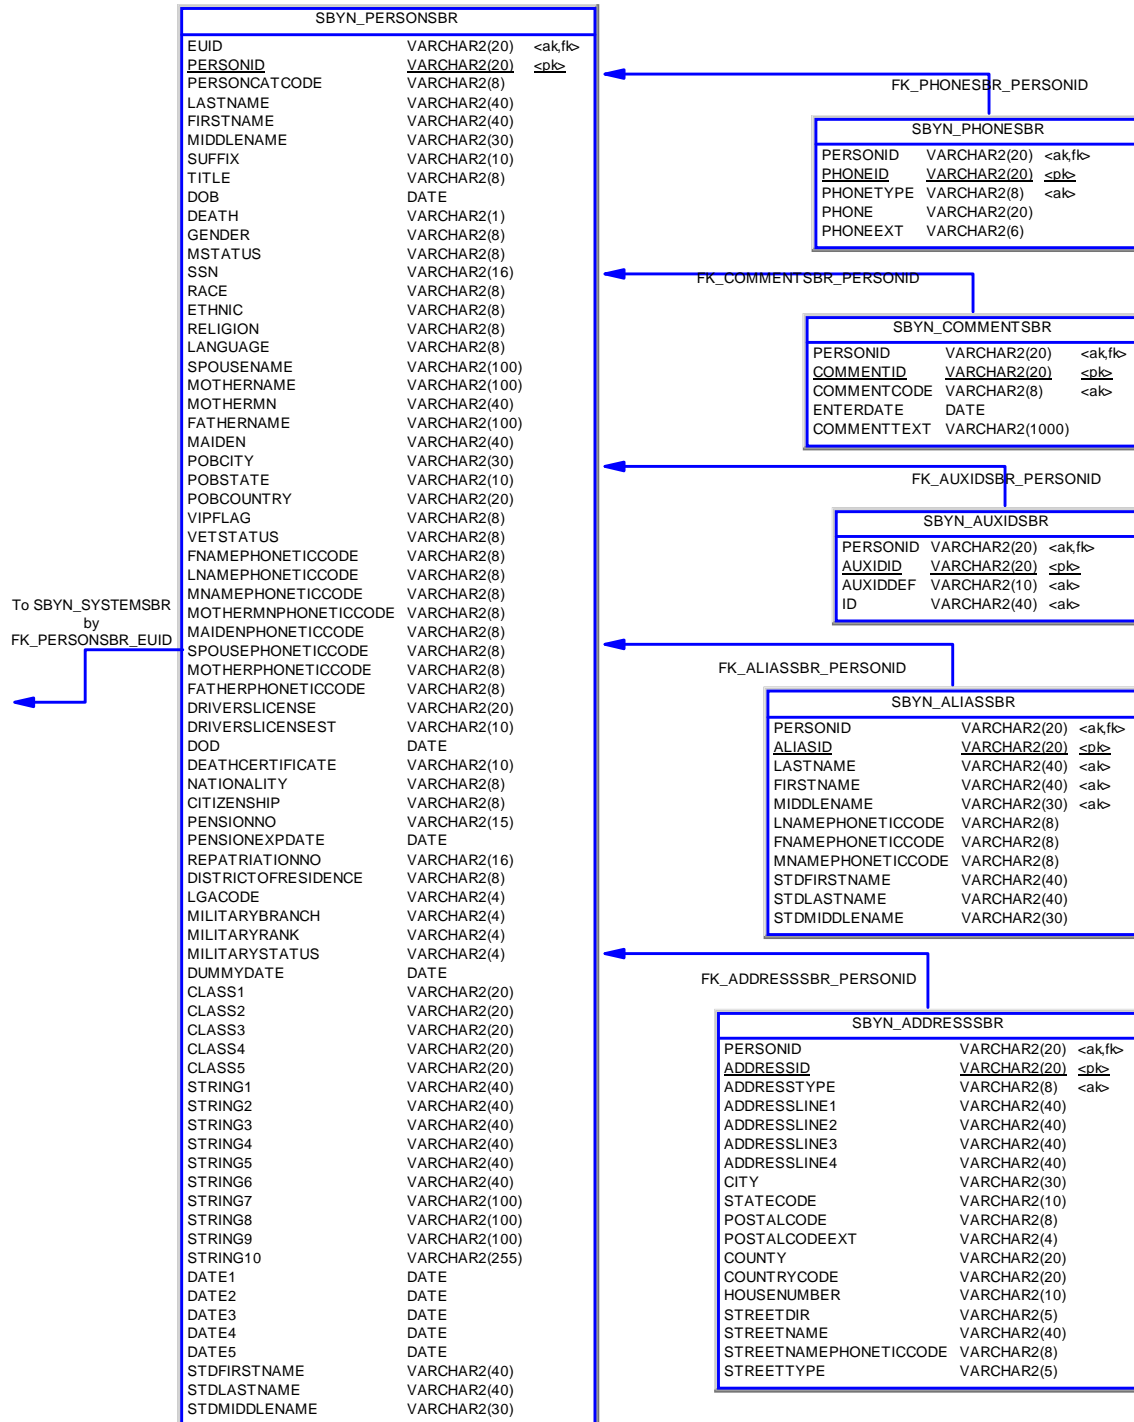 SBYN_PERSONSBR
EUID VARCHAR2(20) <ak,fk>
PERSONID VARCHAR2(20) <pk>
PERSONCATCODE VARCHAR2(8)
LASTNAME VARCHAR2(40)
FIRSTNAME VARCHAR2(40)
MIDDLENAME VARCHAR2(30)
SUFFIX VARCHAR2(10)
TITLE VARCHAR2(8)
DOB DATE
DEATH VARCHAR2(1)
GENDER VARCHAR2(8)
MSTATUS VARCHAR2(8)
SSN VARCHAR2(16)
RACE VARCHAR2(8)
ETHNIC VARCHAR2(8)
RELIGION VARCHAR2(8)
LANGUAGE VARCHAR2(8)
SPOUSENAME VARCHAR2(100)
MOTHERNAME VARCHAR2(100)
MOTHERMN VARCHAR2(40)
FATHERNAME VARCHAR2(100)
MAIDEN VARCHAR2(40)
POBCITY VARCHAR2(30)
POBSTATE VARCHAR2(10)
POBCOUNTRY VARCHAR2(20)
VIPFLAG VARCHAR2(8)
VETSTATUS VARCHAR2(8)
FNAMEPHONETICCODE VARCHAR2(8)
LNAMEPHONETICCODE VARCHAR2(8)
MNAMEPHONETICCODE VARCHAR2(8)
MOTHERMNPHONETICCODE VARCHAR2(8)
MAIDENPHONETICCODE VARCHAR2(8)
SPOUSEPHONETICCODE VARCHAR2(8)
MOTHERPHONETICCODE VARCHAR2(8)
FATHERPHONETICCODE VARCHAR2(8)
DRIVERSLICENSE VARCHAR2(20)
DRIVERSLICENSEST VARCHAR2(10)
DOD DATE
DEATHCERTIFICATE VARCHAR2(10)
NATIONALITY VARCHAR2(8)
CITIZENSHIP VARCHAR2(8)
PENSIONNO VARCHAR2(15)
PENSIONEXPDATE DATE
REPATRIATIONNO VARCHAR2(16)
DISTRICTOFRESIDENCE VARCHAR2(8)
LGACODE VARCHAR2(4)
MILITARYBRANCH VARCHAR2(4)
MILITARYRANK VARCHAR2(4)
MILITARYSTATUS VARCHAR2(4)
DUMMYDATE DATE
CLASS1 VARCHAR2(20)
CLASS2 VARCHAR2(20)
CLASS3 VARCHAR2(20)
CLASS4 VARCHAR2(20)
CLASS5 VARCHAR2(20)
STRING1 VARCHAR2(40)
STRING2 VARCHAR2(40)
STRING3 VARCHAR2(40)
STRING4 VARCHAR2(40)
STRING5 VARCHAR2(40)
STRING6 VARCHAR2(40)
STRING7 VARCHAR2(100)
STRING8 VARCHAR2(100)
STRING9 VARCHAR2(100)
STRING10 VARCHAR2(255)
DATE1 DATE
DATE2 DATE
DATE3 DATE
DATE4 DATE
DATE5 DATE
STDFIRSTNAME VARCHAR2(40)
STDLASTNAME VARCHAR2(40)
STDMIDDLENAME VARCHAR2(30)
To SBYN_SYSTEMSBR
by
FK_PERSONSBR_EUID
FK_PHONESBR_PERSONID
SBYN_PHONESBR
PERSONID VARCHAR2(20) <ak,fk>
PHONEID VARCHAR2(20) <pk>
PHONETYPE VARCHAR2(8) <ak>
PHONE VARCHAR2(20)
PHONEEXT VARCHAR2(6)
FK_COMMENTSBR_PERSONID
SBYN_COMMENTSBR
PERSONID VARCHAR2(20) <ak,fk>
COMMENTID VARCHAR2(20) <pk>
COMMENTCODE VARCHAR2(8) <ak>
ENTERDATE DATE
COMMENTTEXT VARCHAR2(1000)
FK_AUXIDSBR_PERSONID
SBYN_AUXIDSBR
PERSONID VARCHAR2(20) <ak,fk>
AUXIDID VARCHAR2(20) <pk>
AUXIDDEF VARCHAR2(10) <ak>
ID VARCHAR2(40) <ak>
FK_ALIASSBR_PERSONID
SBYN_ALIASSBR
PERSONID VARCHAR2(20) <ak,fk>
ALIASID VARCHAR2(20) <pk>
LASTNAME VARCHAR2(40) <ak>
FIRSTNAME VARCHAR2(40) <ak>
MIDDLENAME VARCHAR2(30) <ak>
LNAMEPHONETICCODE VARCHAR2(8)
FNAMEPHONETICCODE VARCHAR2(8)
MNAMEPHONETICCODE VARCHAR2(8)
STDFIRSTNAME VARCHAR2(40)
STDLASTNAME VARCHAR2(40)
STDMIDDLENAME VARCHAR2(30)
FK_ADDRESSSBR_PERSONID
SBYN_ADDRESSSBR
PERSONID VARCHAR2(20) <ak,fk>
ADDRESSID VARCHAR2(20) <pk>
ADDRESSTYPE VARCHAR2(8) <ak>
ADDRESSLINE1 VARCHAR2(40)
ADDRESSLINE2 VARCHAR2(40)
ADDRESSLINE3 VARCHAR2(40)
ADDRESSLINE4 VARCHAR2(40)
CITY VARCHAR2(30)
STATECODE VARCHAR2(10)
POSTALCODE VARCHAR2(8)
POSTALCODEEXT VARCHAR2(4)
COUNTY VARCHAR2(20)
COUNTRYCODE VARCHAR2(20)
HOUSENUMBER VARCHAR2(10)
STREETDIR VARCHAR2(5)
STREETNAME VARCHAR2(40)
STREETNAMEPHONETICCODE VARCHAR2(8)
STREETTYPE VARCHAR2(5)